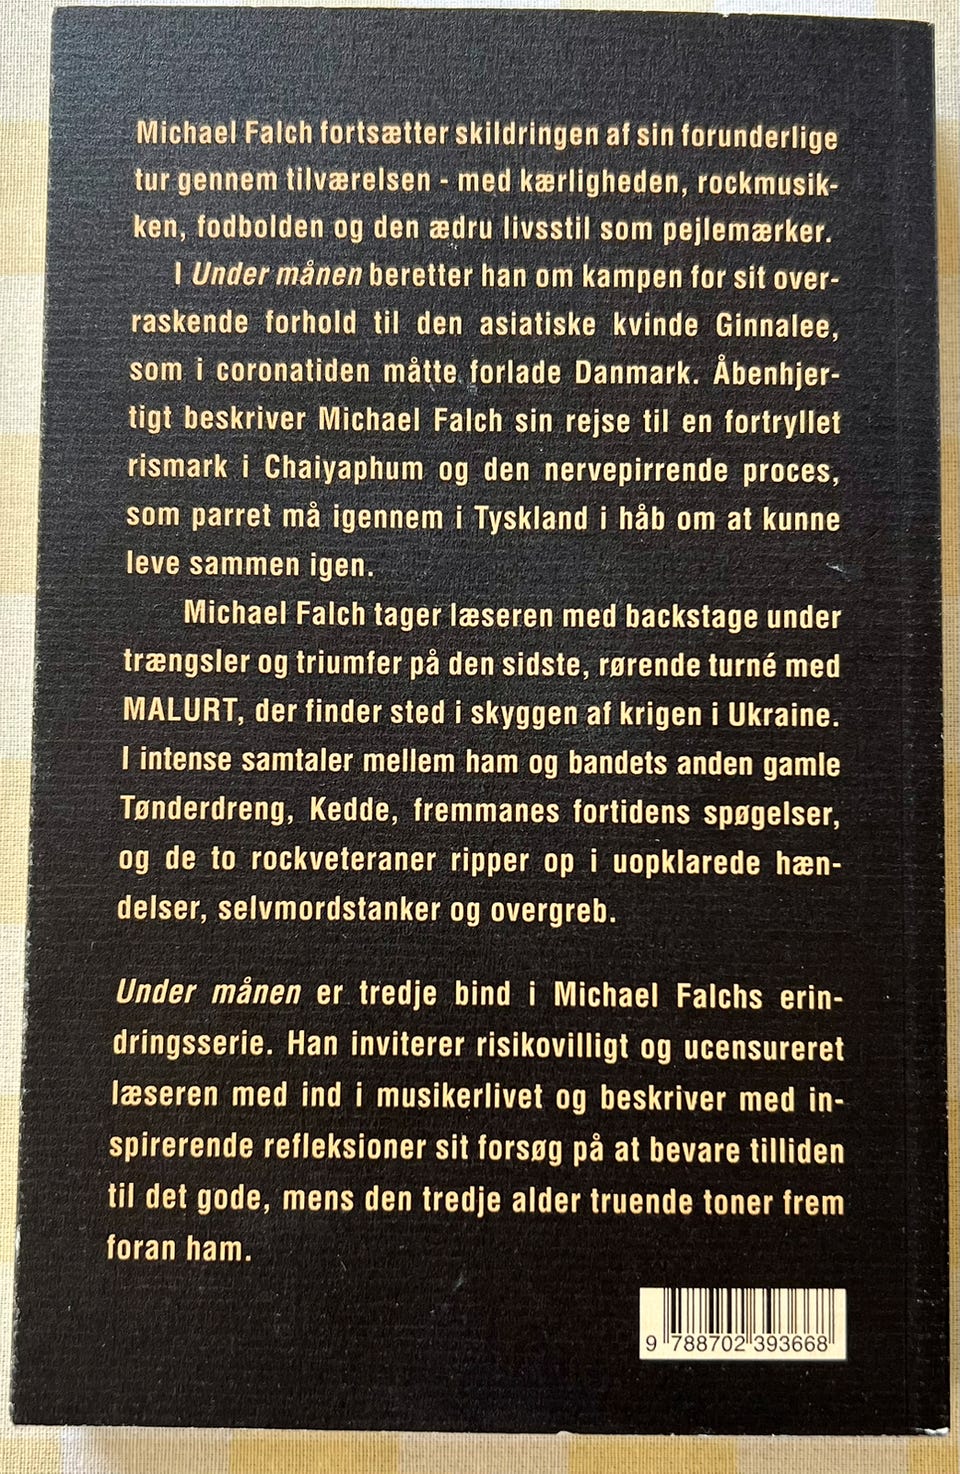 Michael Falch fortsætter skildringen af sin forunderlige
tur gennem tilværelsen - med kærligheden, rockmusik-
ken, fodbolden og den ædru livsstil som pejlemærker.
I Under månen beretter han om kampen for sit over-
raskende forhold til den asiatiske kvinde Ginnalee,
som i coronatiden måtte forlade Danmark. Åbenhjer-
tigt beskriver Michael Falch sin rejse til en fortryllet
rismark i Chaiyaphum og den nervepirrende proces,
som parret må igennem i Tyskland i håb om at kunne
leve sammen igen.
Michael Falch tager læseren med backstage under
trængsler og triumfer på den sidste, rørende turné med
MALURT, der finder sted i skyggen af krigen i Ukraine.
I intense samtaler mellem ham og bandets anden gamle
Tønderdreng, Kedde, fremmanes fortidens spøgelser,
og de to rockveteraner ripper op i uopklarede hæn-
delser, selvmordstanker og overgreb.
Under månen er tredje bind i Michael Falchs erin-
dringsserie. Han inviterer risikovilligt og ucensureret
læseren med ind i musikerlivet og beskriver med in-
spirerende refleksioner sit forsøg på at bevare tilliden
til det gode, mens den tredje alder truende toner frem
foran ham.
9 788702 393668